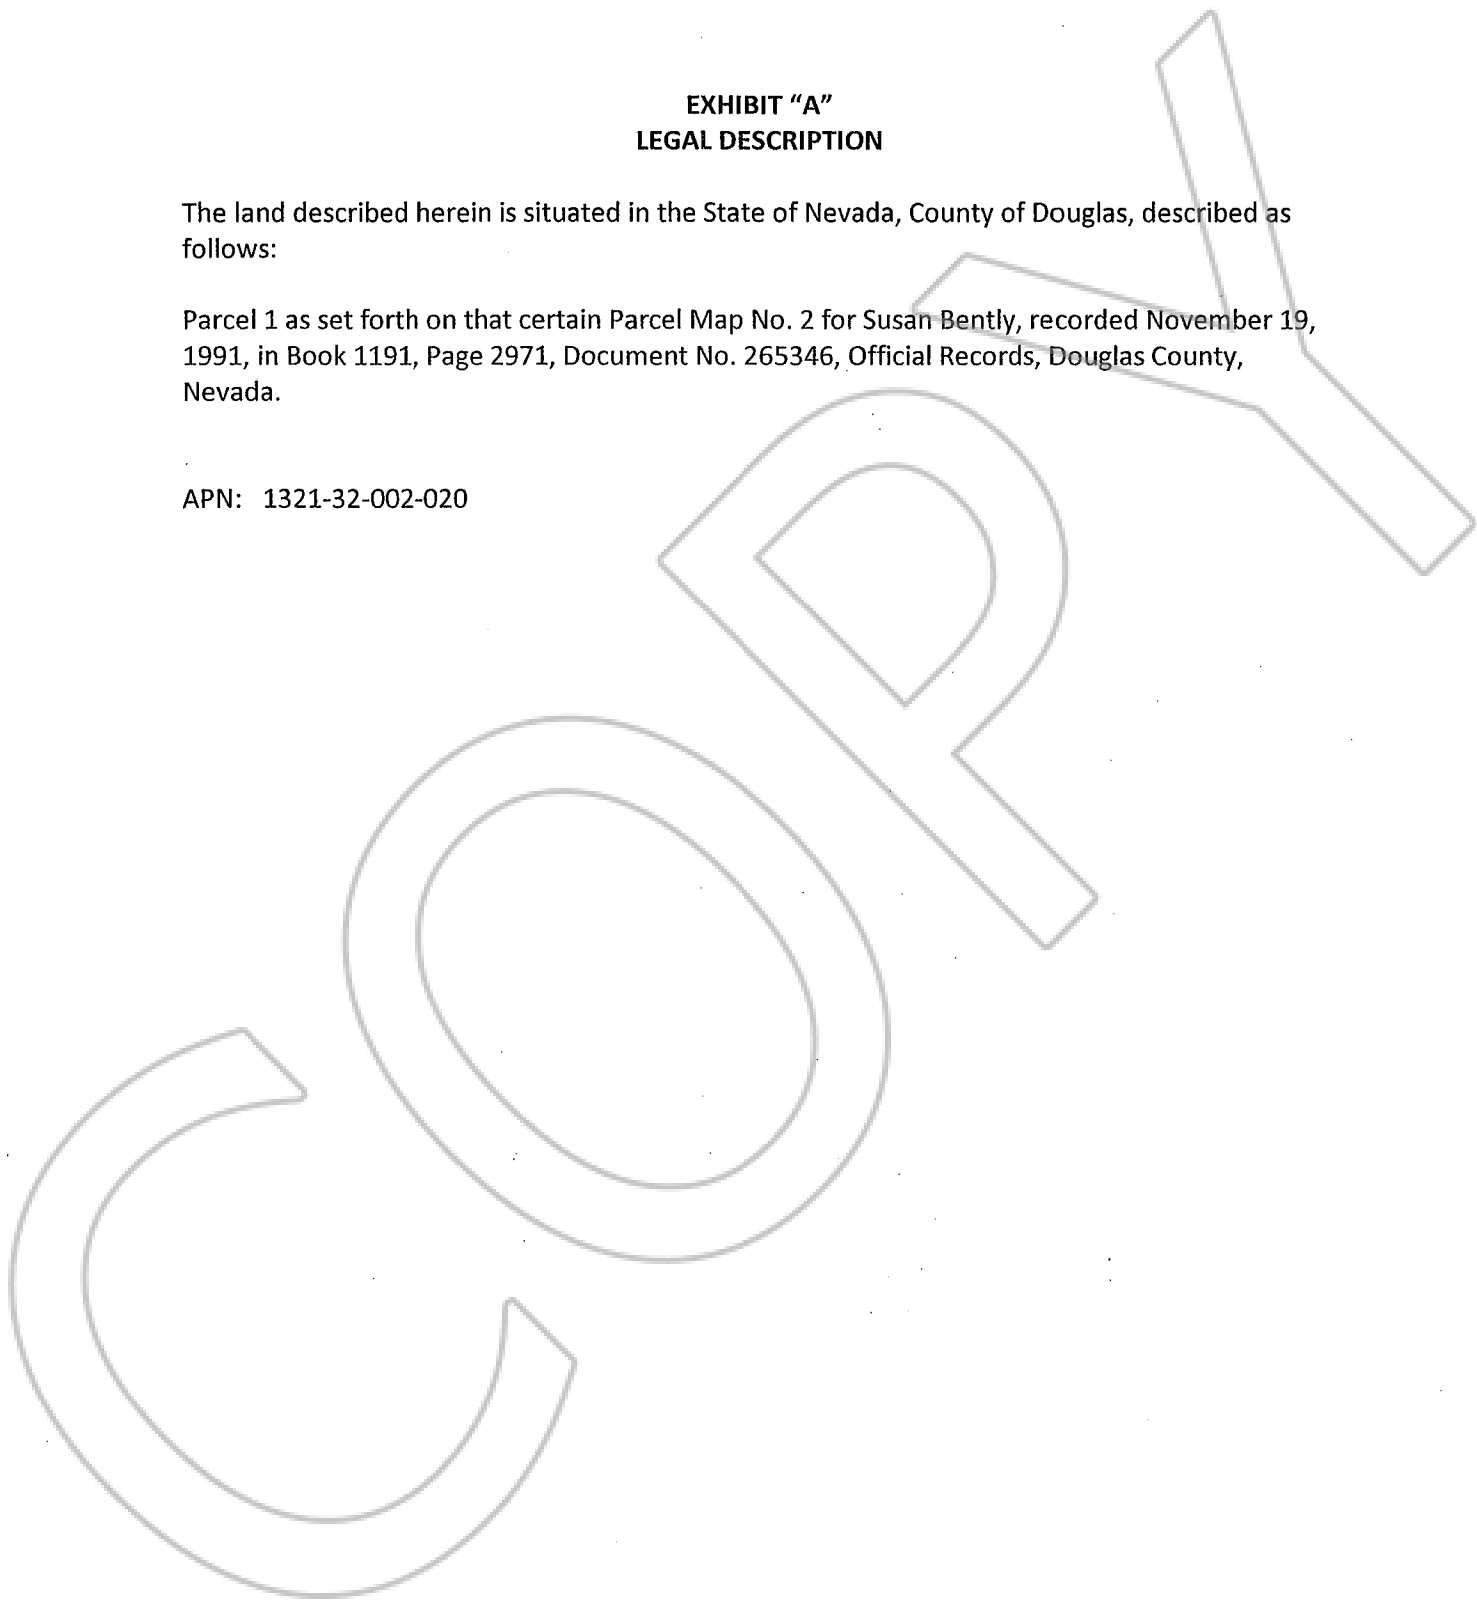 EXHIBIT “A”
LEGAL DESCRIPTION
The land described herein is situated in the State of Nevada, County of Douglas, described as
follows:
Parcel 1 as set forth on that certain Parcel Map No. 2 for Susan Bently, recorded November 19,
1991, in Book 1191, Page 2971, Document No. 265346, Official Records, Douglas County,
Nevada.
APN: 1321-32-002-020
COPY